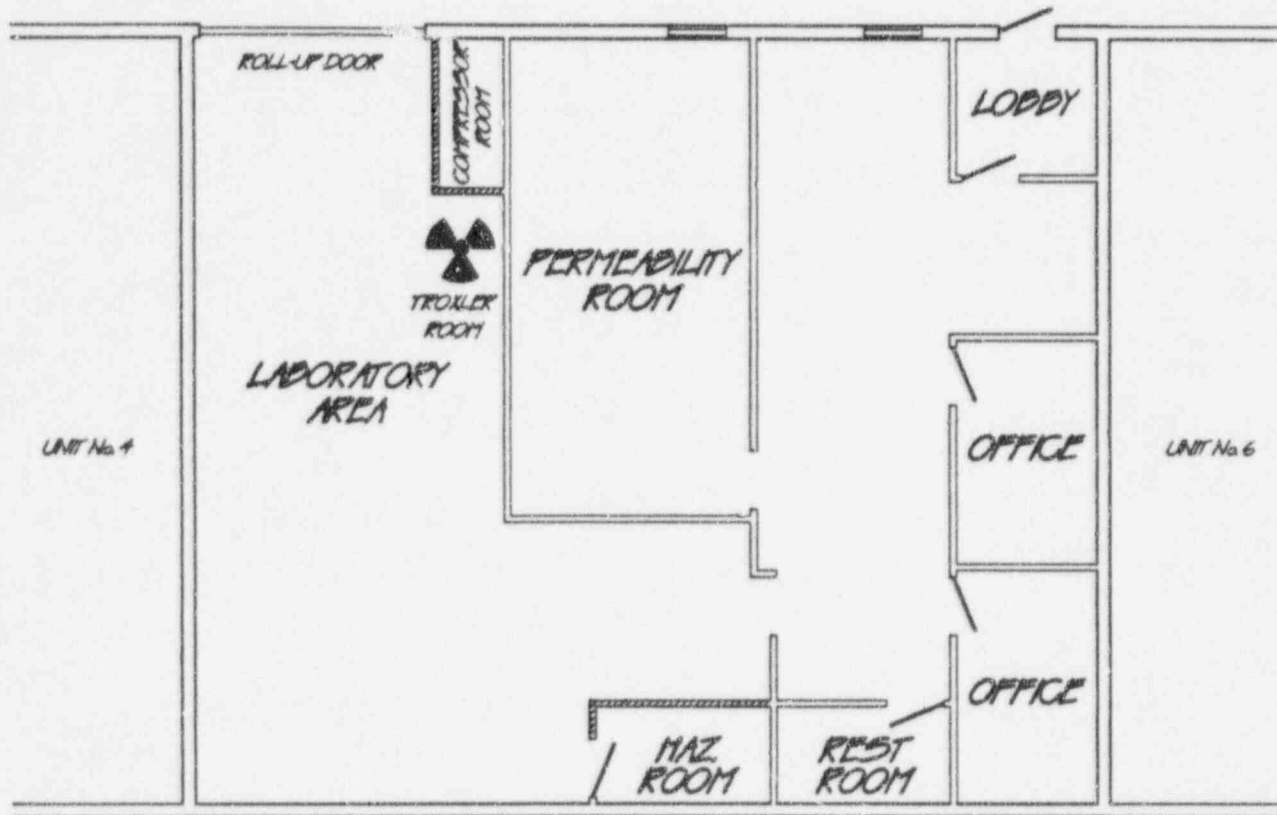 ROLL-UP DOOR
COMPRESSOR
ROOM
LOBBY
PERMEABILITY
ROOM
TROXLER
ROOM
LABORATORY
AREA
UNIT No. 4
OFFICE
UNIT No. 6
OFFICE
HAZ
ROOM
REST
ROOM